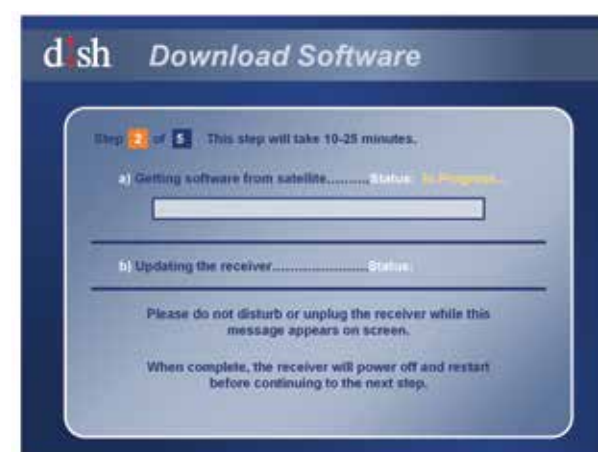 dish Download Software
Step 2 of 5 This step will take 10-25 minutes.
a) Getting software from satellite..........Status: In Progress...
b) Updating the receiver........................Status:
Please do not disturb or unplug the receiver while this
message appears on screen.
When complete, the receiver will power off and restart
before continuing to the next step.